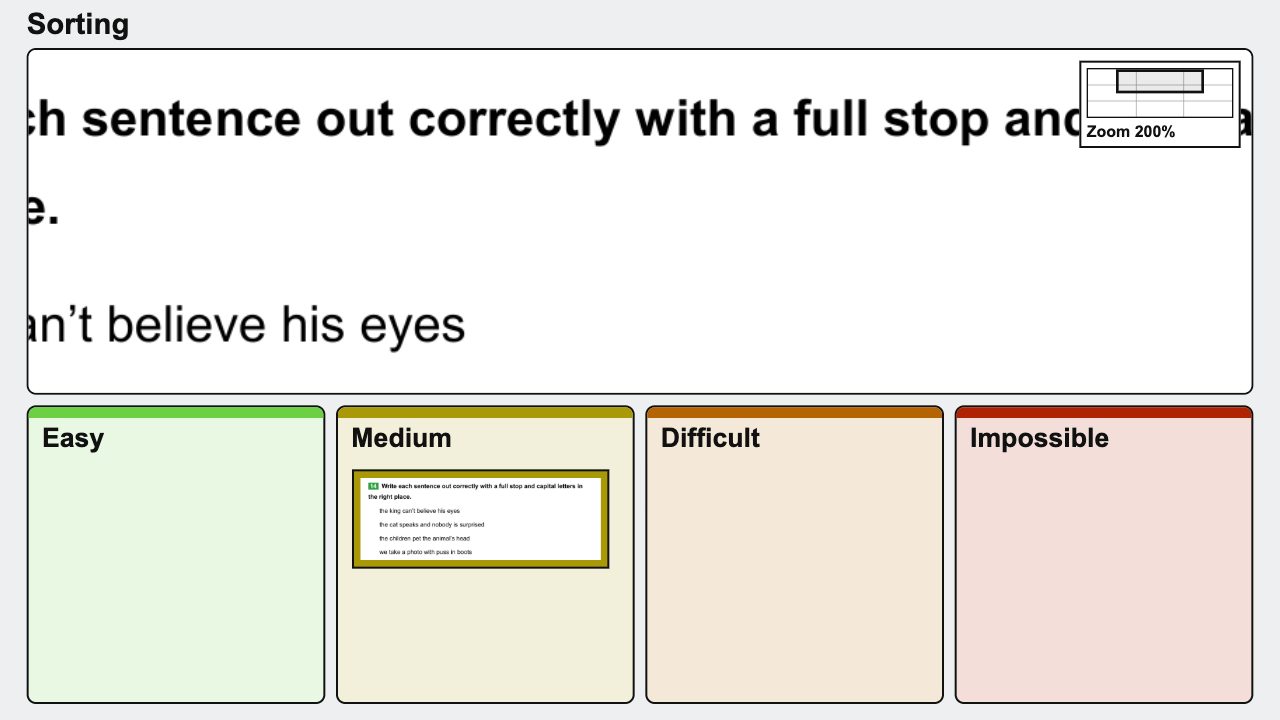 Sorting
ch sentence out correctly with a full stop and
e.
an't believe his eyes
Zoom 200%
Easy
Medium
14 Write each sentence out correctly with a full stop and capital letters in
the right place.
the king can't believe his eyes
the cat speaks and nobody is surprised
the children pet the animal's head
we take a photo with puss in boots
Difficult
Impossible